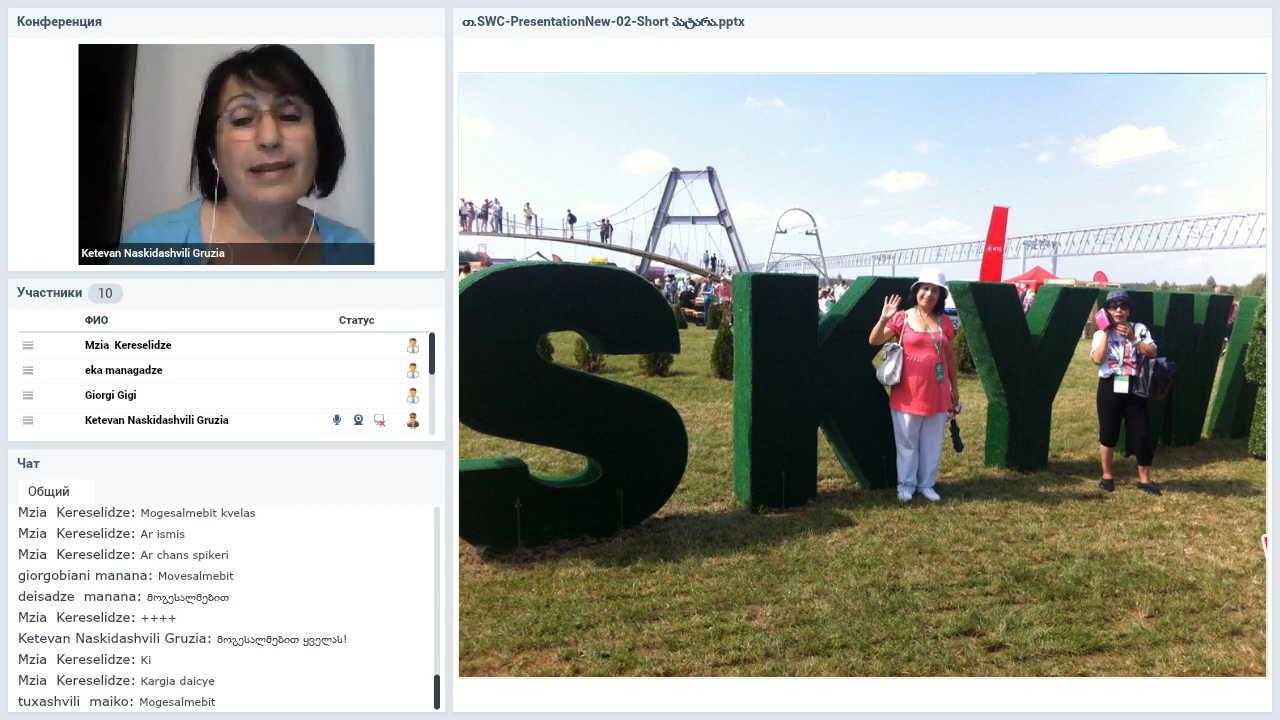 Конференция
Ketevan Naskidashvili Gruzia
Участники 10
ФИО Статус
Mzia Kereselidze
eka managadze
Giorgi Gigi
Ketevan Naskidashvili Gruzia
Чат
Общий
Mzia Kereselidze: Mogesalmebit kvelas
Mzia Kereselidze: Ar ismis
Mzia Kereselidze: Ar chans spikeri
giorgobiani manana: Movesalmebit
deisadze manana: მოგესალმებით
Mzia Kereselidze: ++++
Ketevan Naskidashvili Gruzia: მოგესალმებით ყველას!
Mzia Kereselidze: Ki
Mzia Kereselidze: Kargia daicye
tuxashvili maiko: Mogesalmebit
თ.SWC-PresentationNew-02-Short პატარა.pptx
SKYW